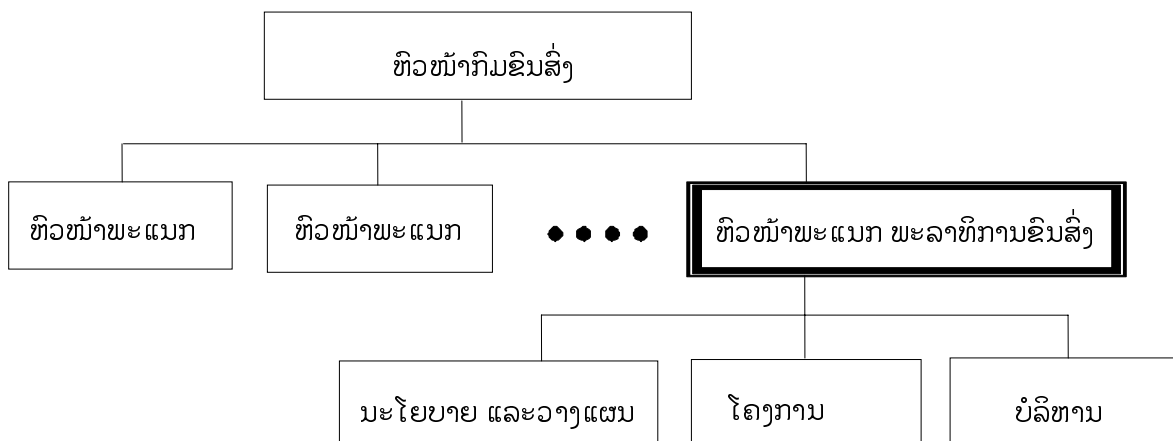 ຫົວໜ້າກົມຂົນສົ່ງ
ຫົວໜ້າພະແນກ
ຫົວໜ້າພະແນກ
ຫົວໜ້າພະແນກ ພະລາທິການຂົນສົ່ງ
ນະໂຍບາຍ ແລະວາງແຜນ
ໂຄງການ
ບໍລິຫານ